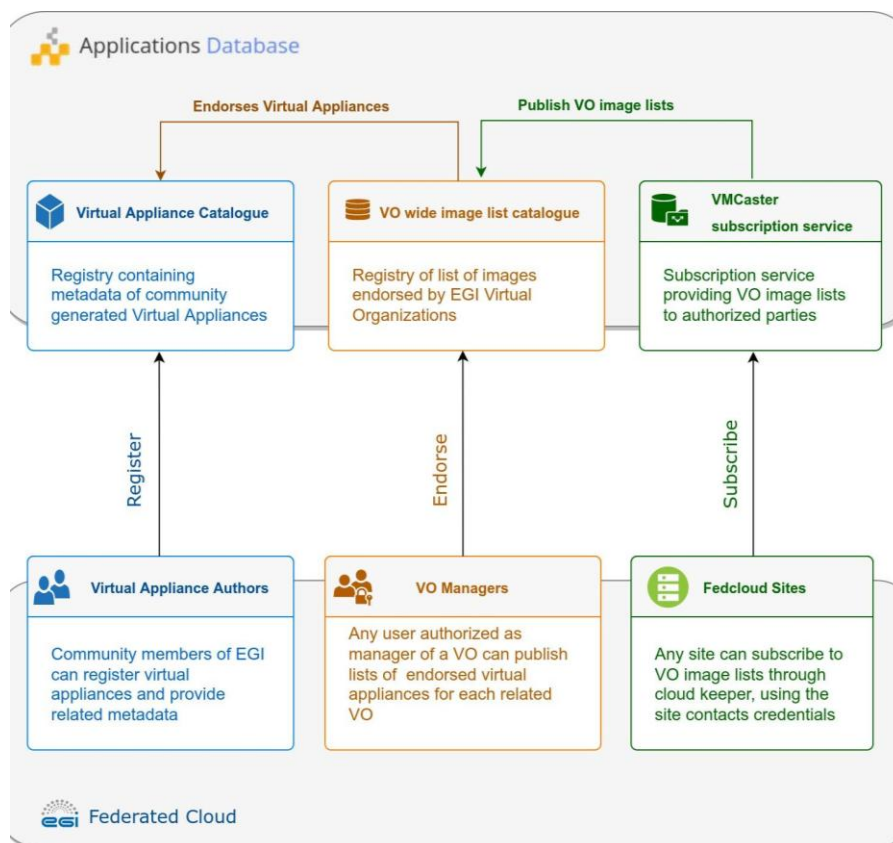 Applications Database
Endorses Virtual Appliances
Publish VO image lists
Virtual Appliance Catalogue
Registry containing
metadata of community
generated Virtual Appliances
VO wide image list catalogue
Registry of list of images
endorsed by EGI Virtual
Organizations
VMCaster
subscription service
Subscription service
providing VO image lists
to authorized parties
Register
Endorse
Subscribe
Virtual Appliance Authors
Community members of EGI
can register virtual
appliances and provide
related metadata
VO Managers
Any user authorized as
manager of a VO can publish
lists of endorsed virtual
appliances for each related
VO
Fedcloud Sites
Any site can subscribe to
VO image lists through
cloud keeper, using the
site contacts credentials
egi Federated Cloud